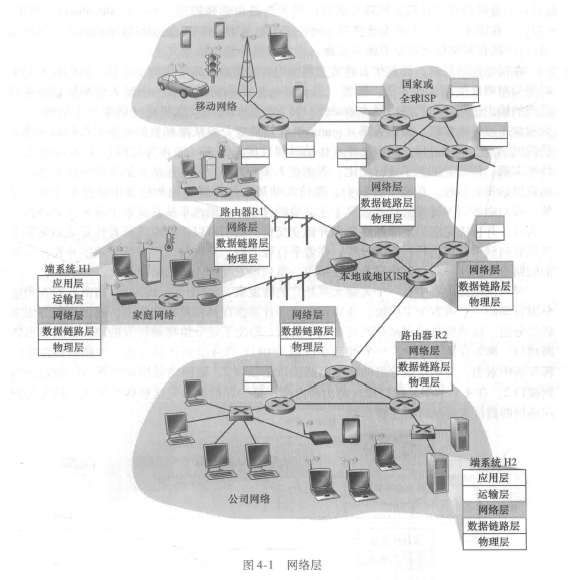 移动网络
国家或
全球ISP
网络层
数据链路层
物理层
路由器R1
网络层
数据链路层
物理层
端系统 H1
应用层
运输层
网络层
数据链路层
物理层
家庭网络
本地或地区ISP
网络层
数据链路层
物理层
网络层
数据链路层
物理层
路由器 R2
网络层
数据链路层
物理层
公司网络
端系统 H2
应用层
运输层
网络层
数据链路层
物理层
图 4-1 网络层